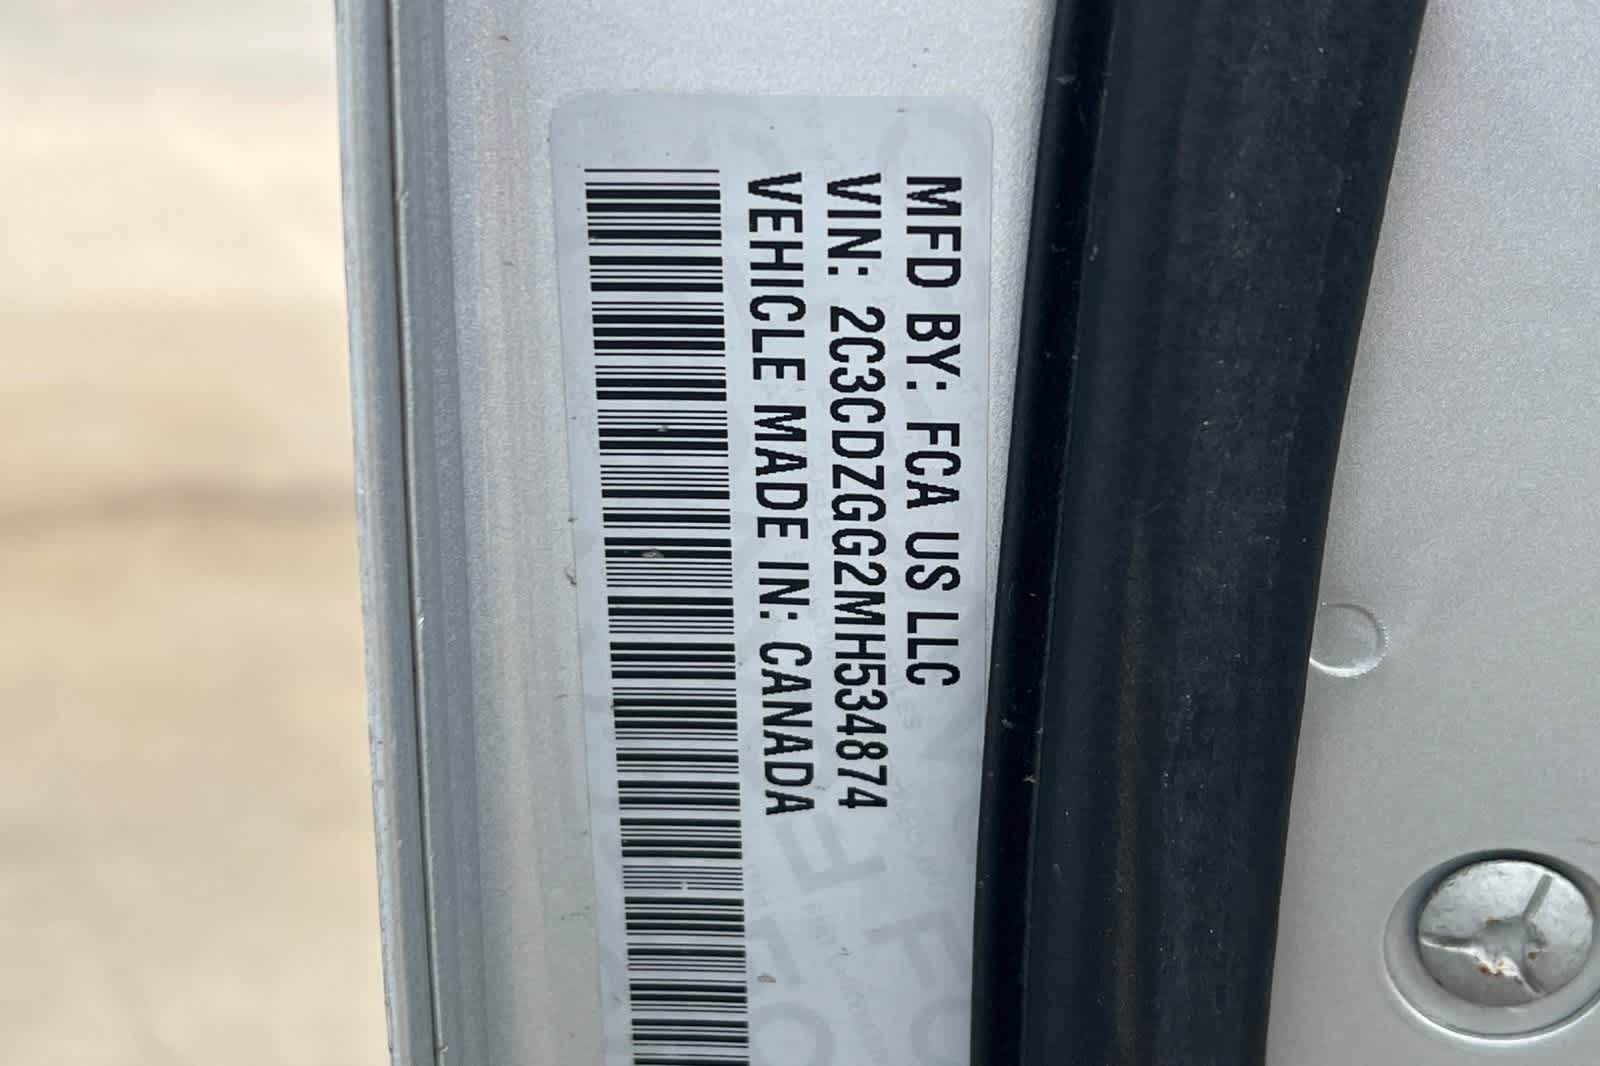 MFD BY: FCA US LLC
VIN: 2C3CDZGG2MH534874
VEHICLE MADE IN: CANADA